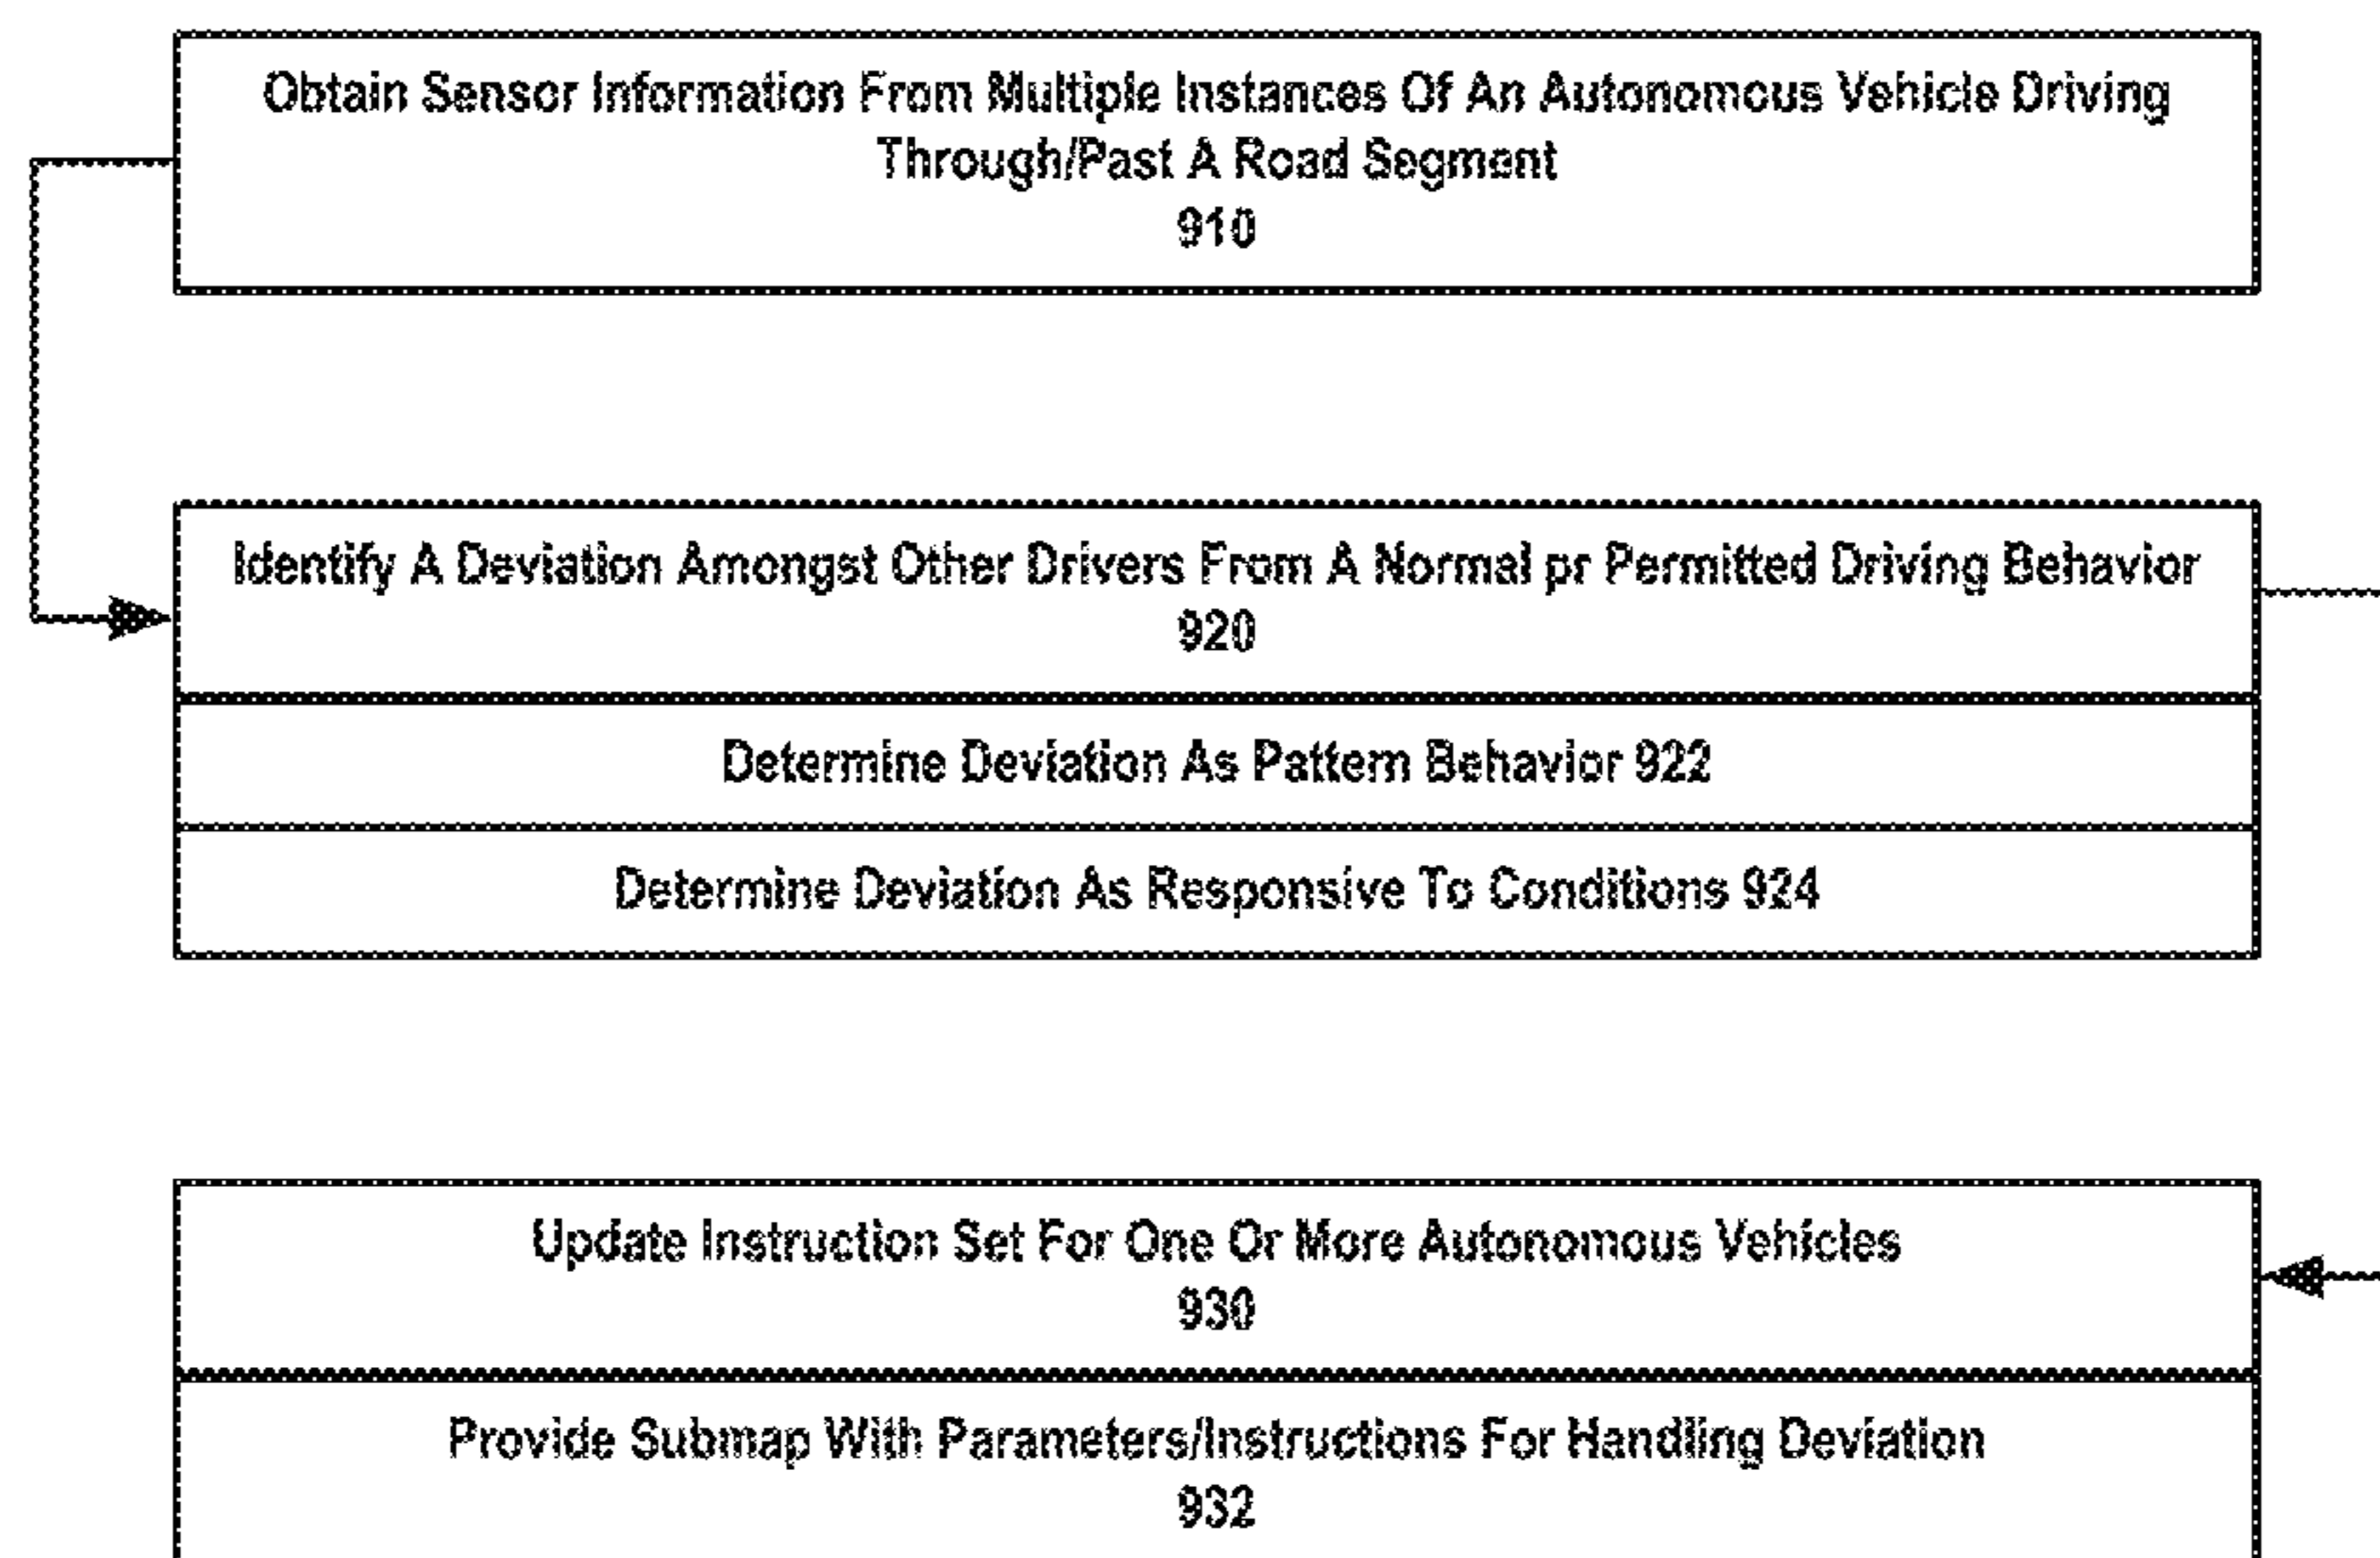 Obtain Sensor Information From Multiple Instances Of An Autonomous Vehicle Driving
Through/Past A Road Segment
910
Identify A Deviation Amongst Other Drivers From A Normal pr Permitted Driving Behavior
920
Determine Deviation As Pattern Behavior 922
Determine Deviation As Responsive To Conditions 924
Update Instruction Set For One Or More Autonomous Vehicles
930
Provide Submap With Parameters/Instructions For Handling Deviation
932